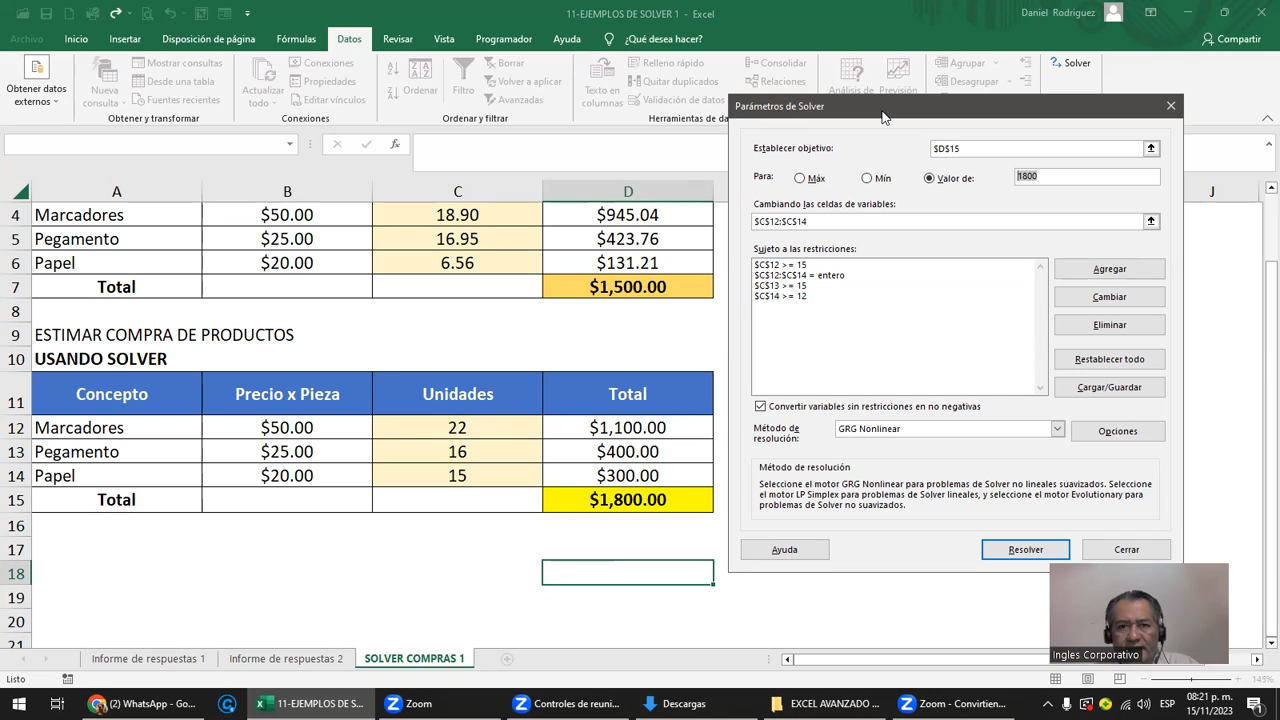 11-EJEMPLOS DE SOLVER 1 - Excel
Daniel Rodriguez
Archivo Inicio Insertar Disposición de página Fórmulas Datos Revisar Vista Programador Ayuda ¿Qué desea hacer? Compartir
Obtener datos externos
Nueva consulta
Mostrar consultas
Desde una tabla
Fuentes recientes
Obtener y transformar
Actualizar todo
Conexiones
Propiedades
Editar vínculos
Conexiones
Ordenar
Filtro
Borrar
Volver a aplicar
Avanzadas
Ordenar y filtrar
Texto en columnas
Relleno rápido
Quitar duplicados
Validación de datos
Herramientas de da
Consolidar
Relaciones
Análisis de
Previsión
Agrupar
Desagrupar
Solver
fx
A B C D J
4 Marcadores $50.00 18.90 $945.04
5 Pegamento $25.00 16.95 $423.76
6 Papel $20.00 6.56 $131.21
7 Total $1,500.00
8
9 ESTIMAR COMPRA DE PRODUCTOS
10 USANDO SOLVER
11 Concepto Precio x Pieza Unidades Total
12 Marcadores $50.00 22 $1,100.00
13 Pegamento $25.00 16 $400.00
14 Papel $20.00 15 $300.00
15 Total $1,800.00
16
17
18
19
20
21
Parámetros de Solver
Establecer objetivo: $D$15
Para: Máx Mín Valor de: 1800
Cambiando las celdas de variables:
$C$12:$C$14
Sujeto a las restricciones:
$C$12 >= 15
$C$12:$C$14 = entero
$C$13 >= 15
$C$14 >= 12
Agregar
Cambiar
Eliminar
Restablecer todo
Cargar/Guardar
Convertir variables sin restricciones en no negativas
Método de resolución: GRG Nonlinear Opciones
Método de resolución
Seleccione el motor GRG Nonlinear para problemas de Solver no lineales suavizados. Seleccione
el motor LP Simplex para problemas de Solver lineales, y seleccione el motor Evolutionary para
problemas de Solver no suavizados.
Ayuda Resolver Cerrar
Ingles Corporativo
Informe de respuestas 1 Informe de respuestas 2 SOLVER COMPRAS 1
Listo 145%
(2) WhatsApp - Go... 11-EJEMPLOS DE S... Zoom Controles de reuni... Descargas EXCEL AVANZADO ... Zoom - Convirtien... ESP 08:21 p. m.
15/11/2023